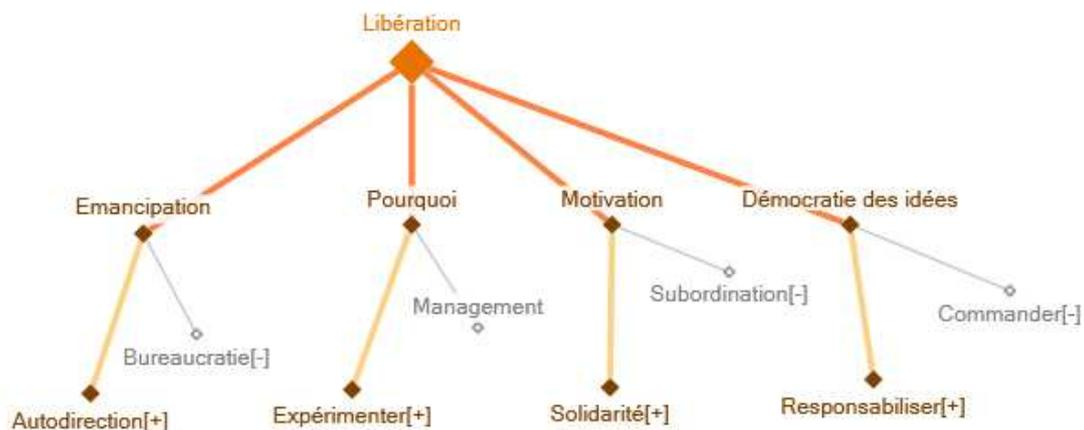 Libération
Emancipation
Pourquoi
Motivation
Démocratie des idées
Bureaucratie[-]
Management
Subordination[-]
Commander[-]
Autodirection[+]
Expérimenter[+]
Solidarité[+]
Responsabiliser[+]